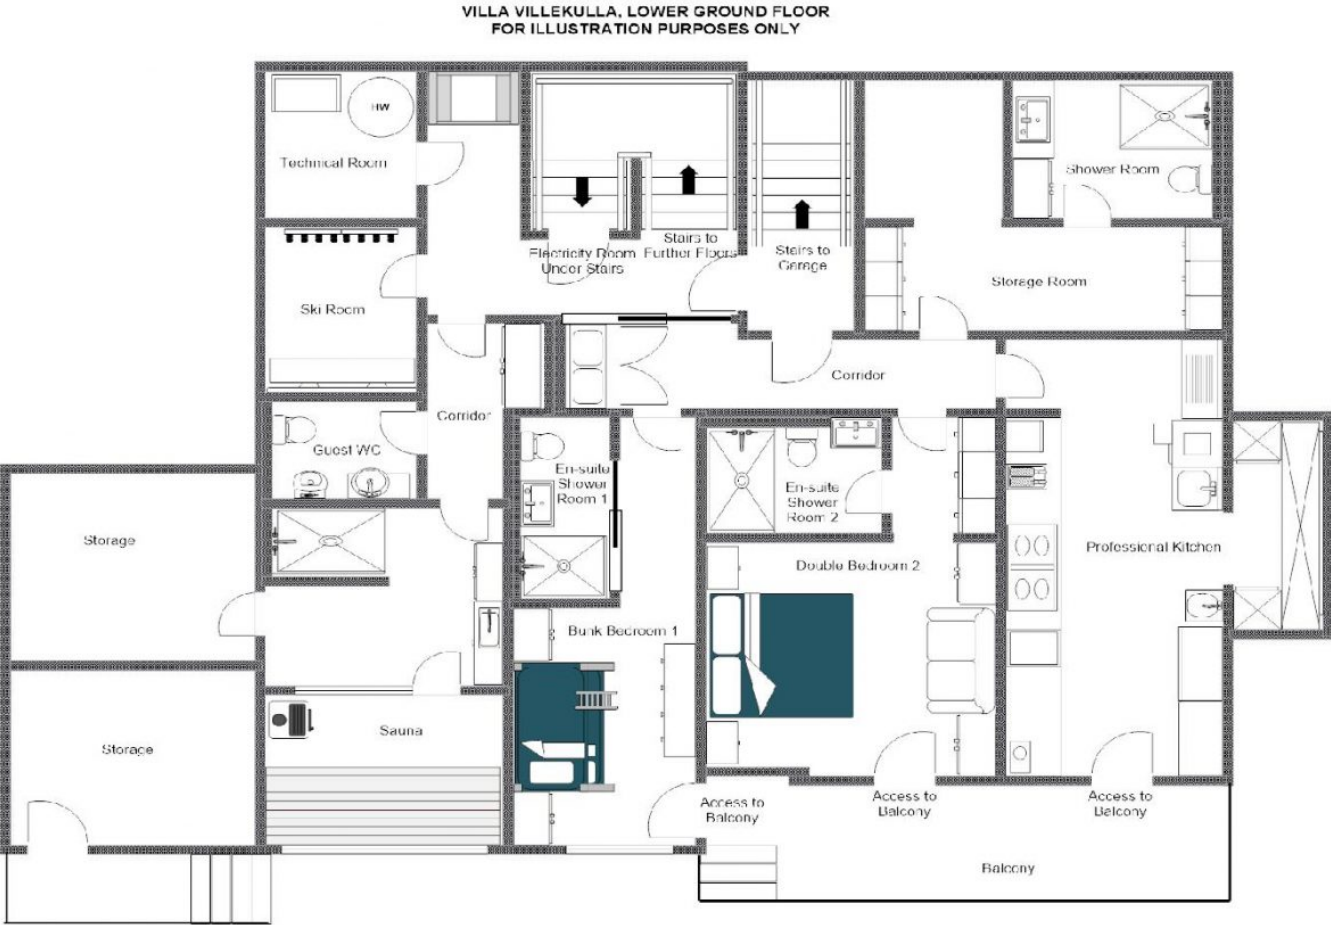 VILLA VILLEKULLA, LOWER GROUND FLOOR
FOR ILLUSTRATION PURPOSES ONLY
HW
Technical Room
Shower Room
Electricity Room
Under Stairs
Stairs to
Further Floors
Stairs to
Garage
Storage Room
Ski Room
Corridor
Corridor
Guest WC
En-suite
Shower
Room 1
En-suite
Shower
Room 2
Storage
Professional Kitchen
Double Bedroom 2
Bunk Bedroom 1
Sauna
Storage
Access to
Balcony
Access to
Balcony
Access to
Balcony
Balcony